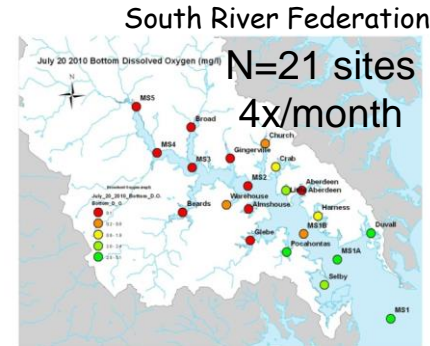 South River Federation
July 20 2010 Bottom Dissolved Oxygen (mg/l)
N=21 sites
4x/month
N
MS5
Broad
Church
MS4
Gingerville
Crab
MS3
MS2
Aberdeen
Aberdeen
Warehouse
Almshouse
Beards
Harness
Duvall
MS1B
Glebe
Pocahontas
MS1A
Selby
MS1